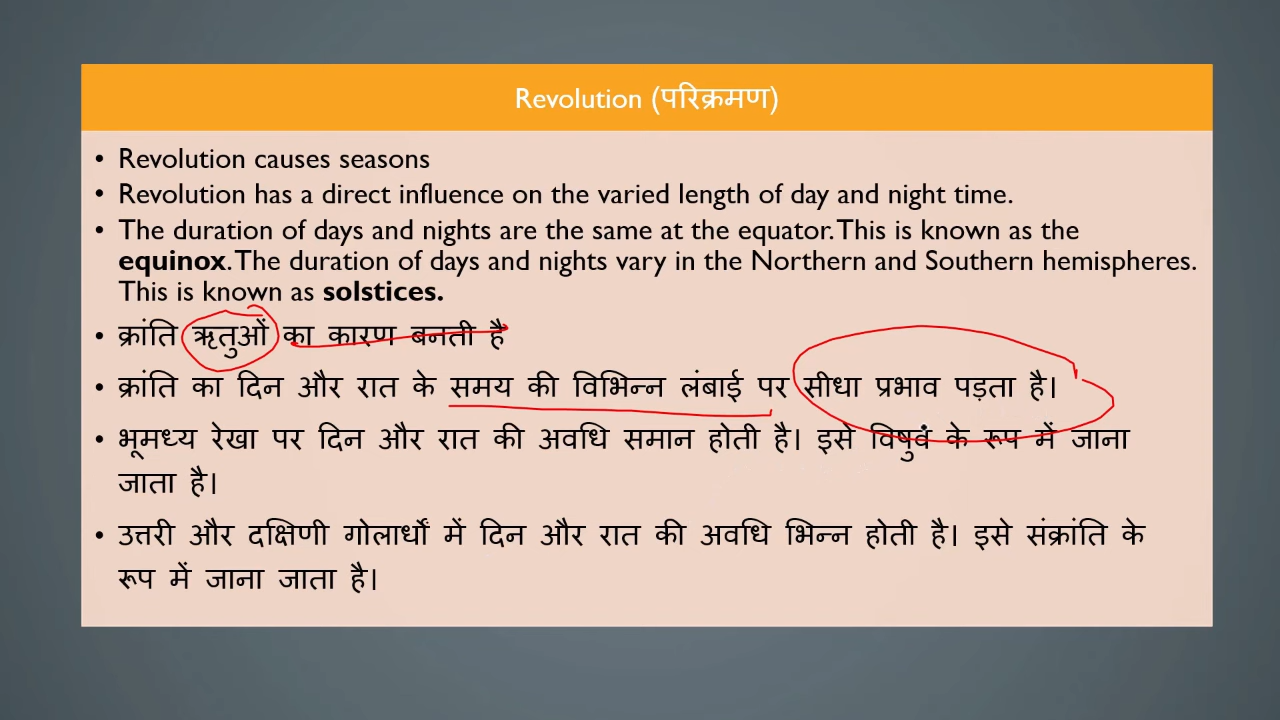 Revolution (परिक्रमण)
• Revolution causes seasons
• Revolution has a direct influence on the varied length of day and night time.
• The duration of days and nights are the same at the equator. This is known as the
equinox. The duration of days and nights vary in the Northern and Southern hemispheres.
This is known as solstices.
• क्रांति ऋतुओं का कारण बनती है
• क्रांति का दिन और रात के समय की विभिन्न लंबाई पर सीधा प्रभाव पड़ता है।
• भूमध्य रेखा पर दिन और रात की अवधि समान होती है। इसे विषुवं के रूप में जाना
जाता है।
• उत्तरी और दक्षिणी गोलार्धों में दिन और रात की अवधि भिन्न होती है। इसे संक्रांति के
रूप में जाना जाता है।